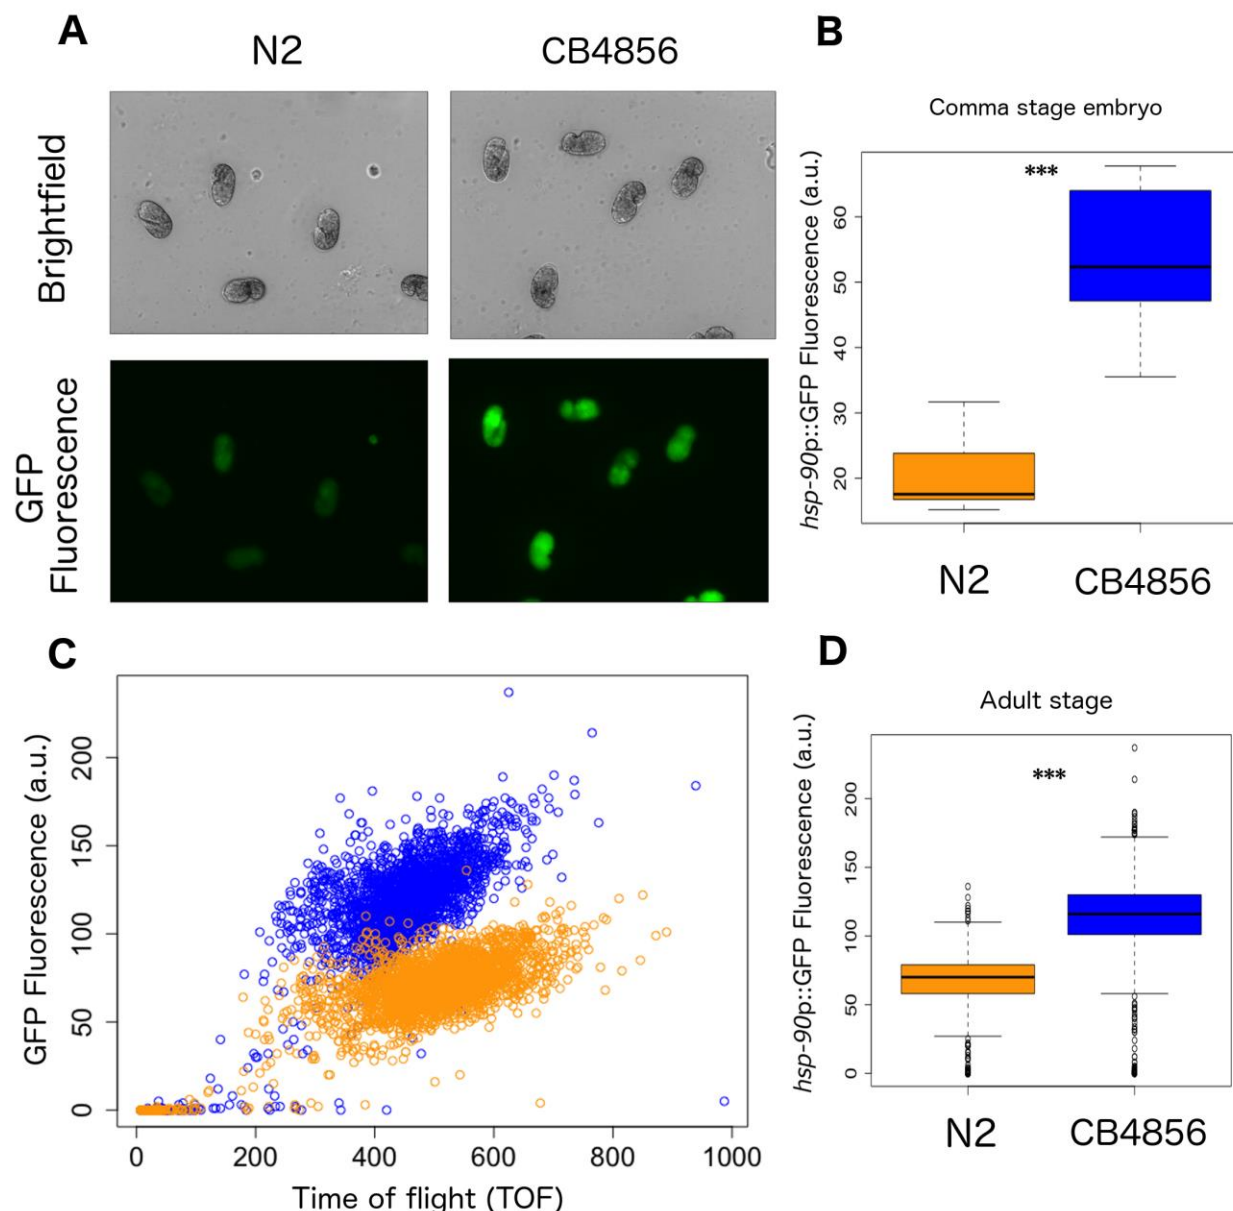 A
N2
CB4856
Brightfield
GFP
Fluorescence
B
Comma stage embryo
hsp-90p::GFP Fluorescence (a.u.)
60
50
40
30
20
***
N2
CB4856
C
GFP Fluorescence (a.u.)
200
150
100
50
0
0 200 400 600 800 1000
Time of flight (TOF)
D
Adult stage
hsp-90p::GFP Fluorescence (a.u.)
200
150
100
50
0
***
N2
CB4856